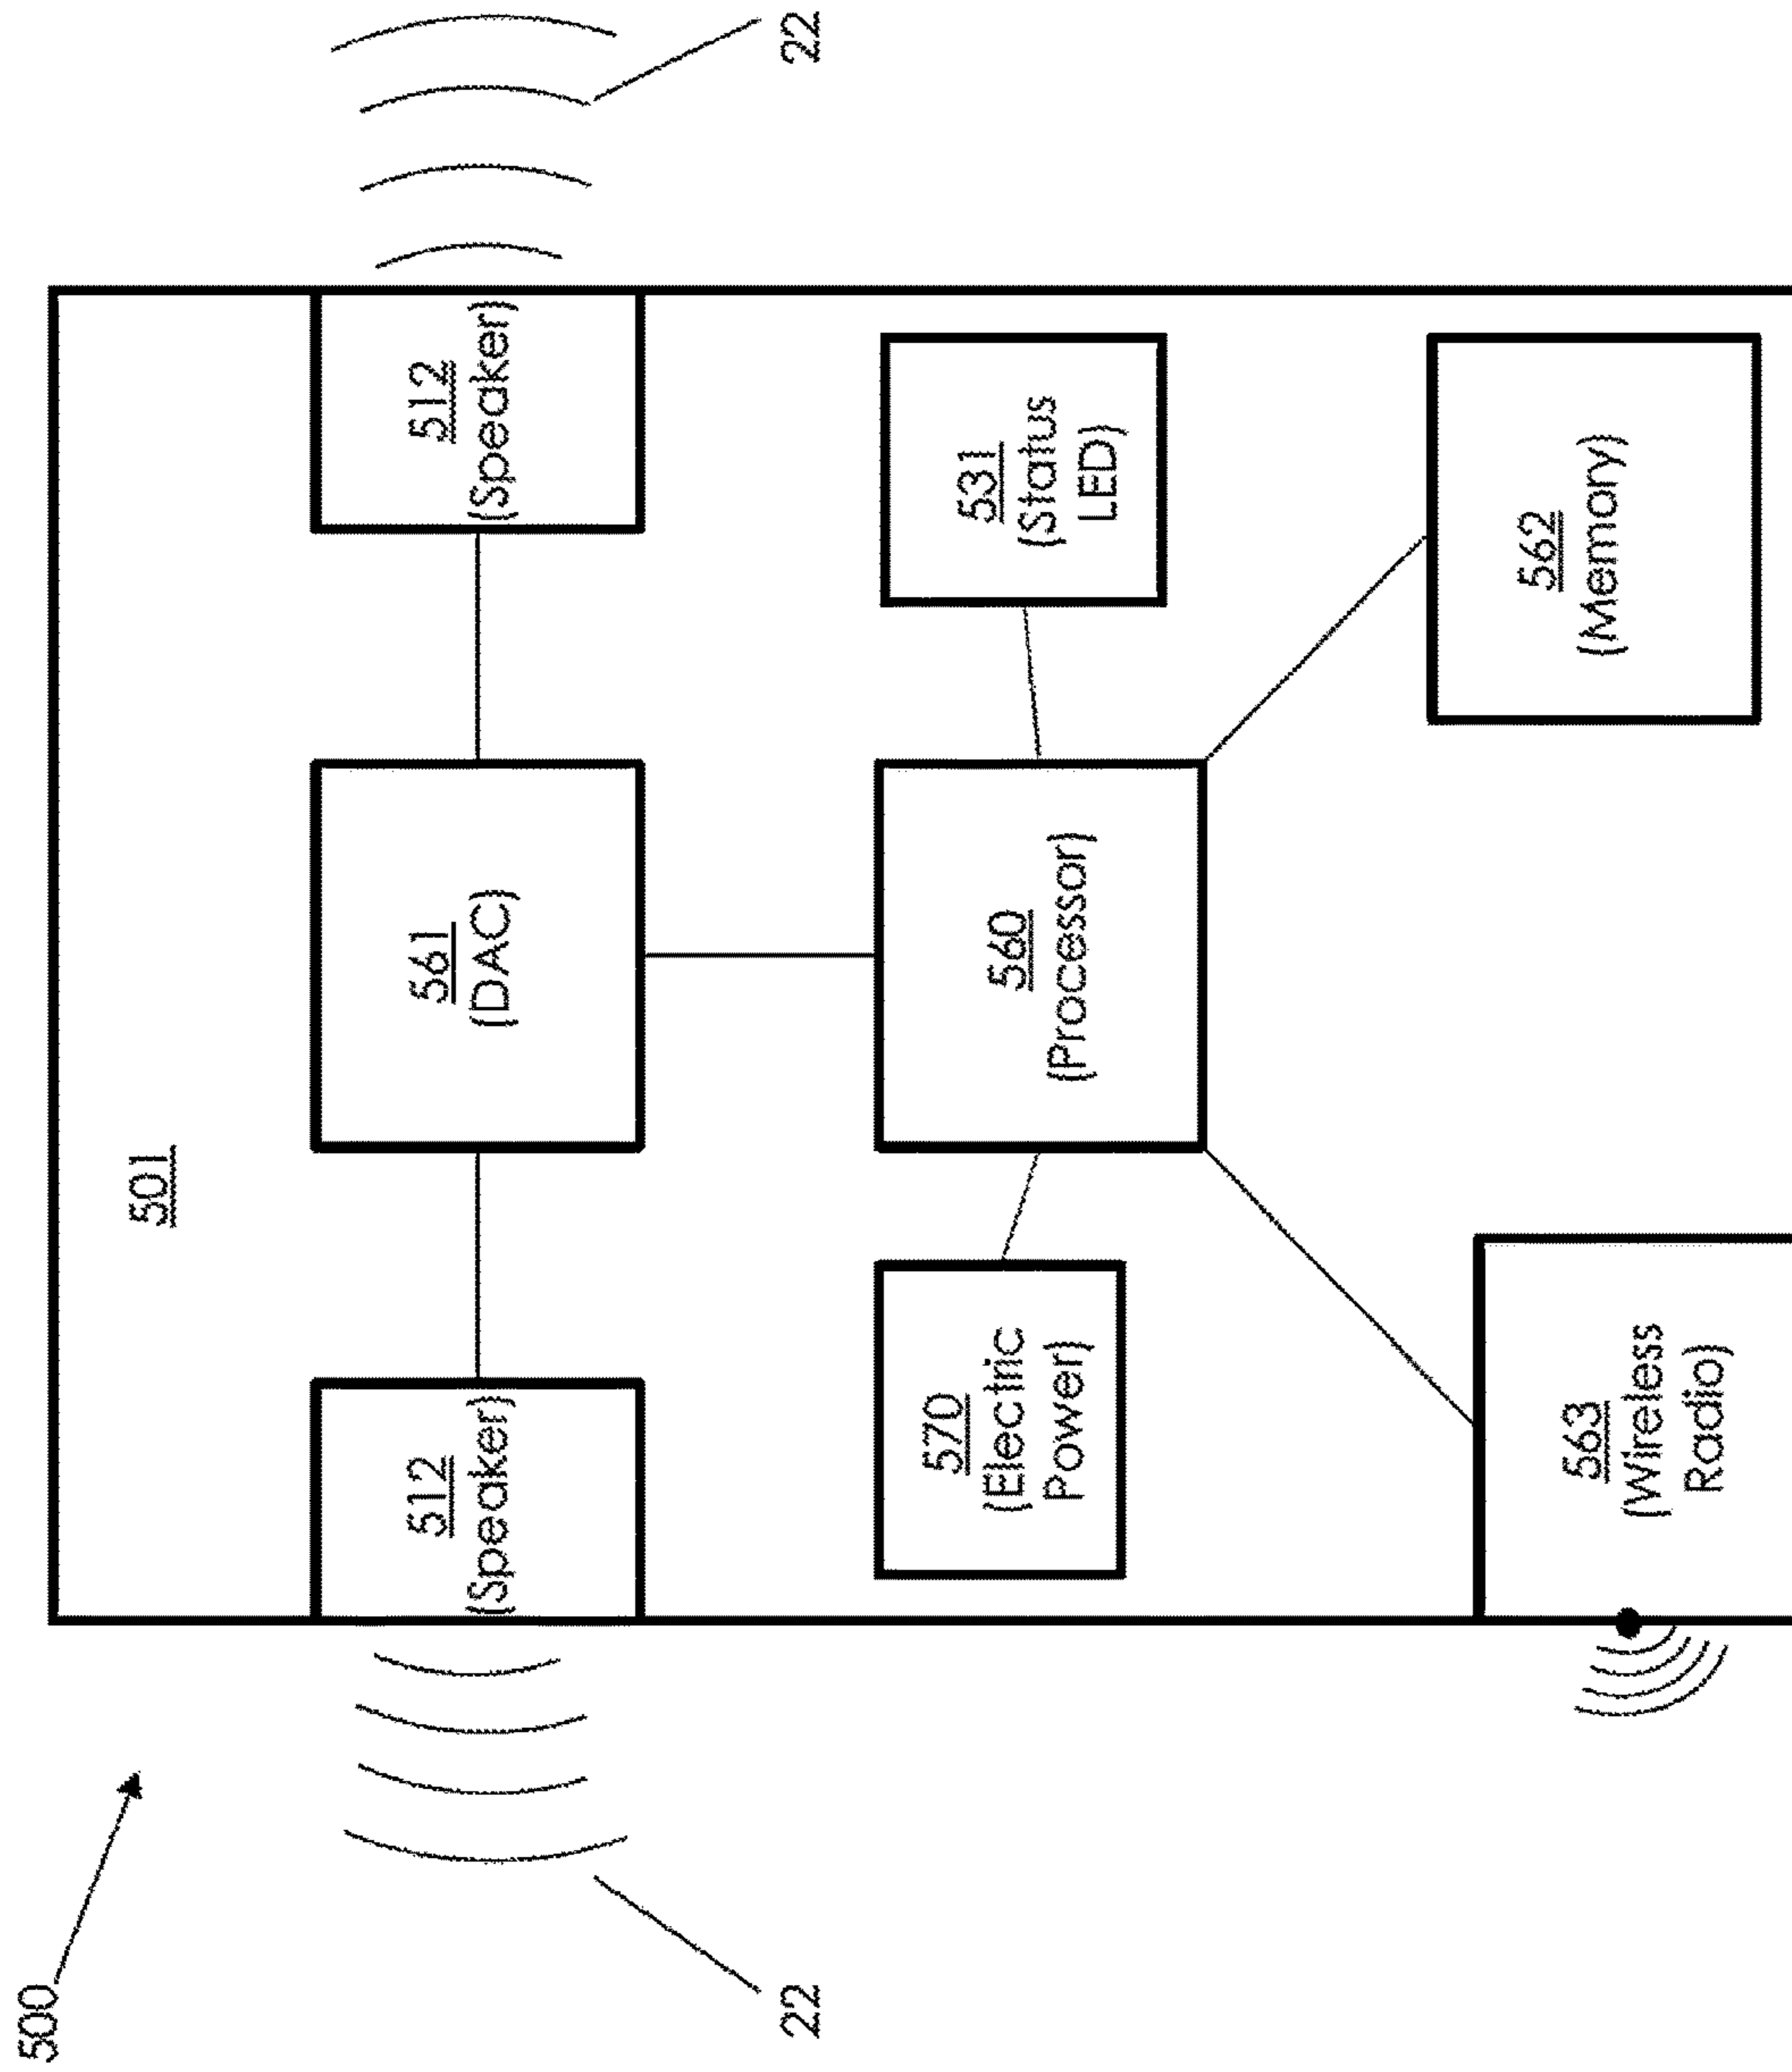 500
501
22
22
512
(Speaker)
561
(DAC)
512
(Speaker)
570
(Electric
Power)
560
(Processor)
531
(Status
LED)
563
(Wireless
Radio)
562
(Memory)